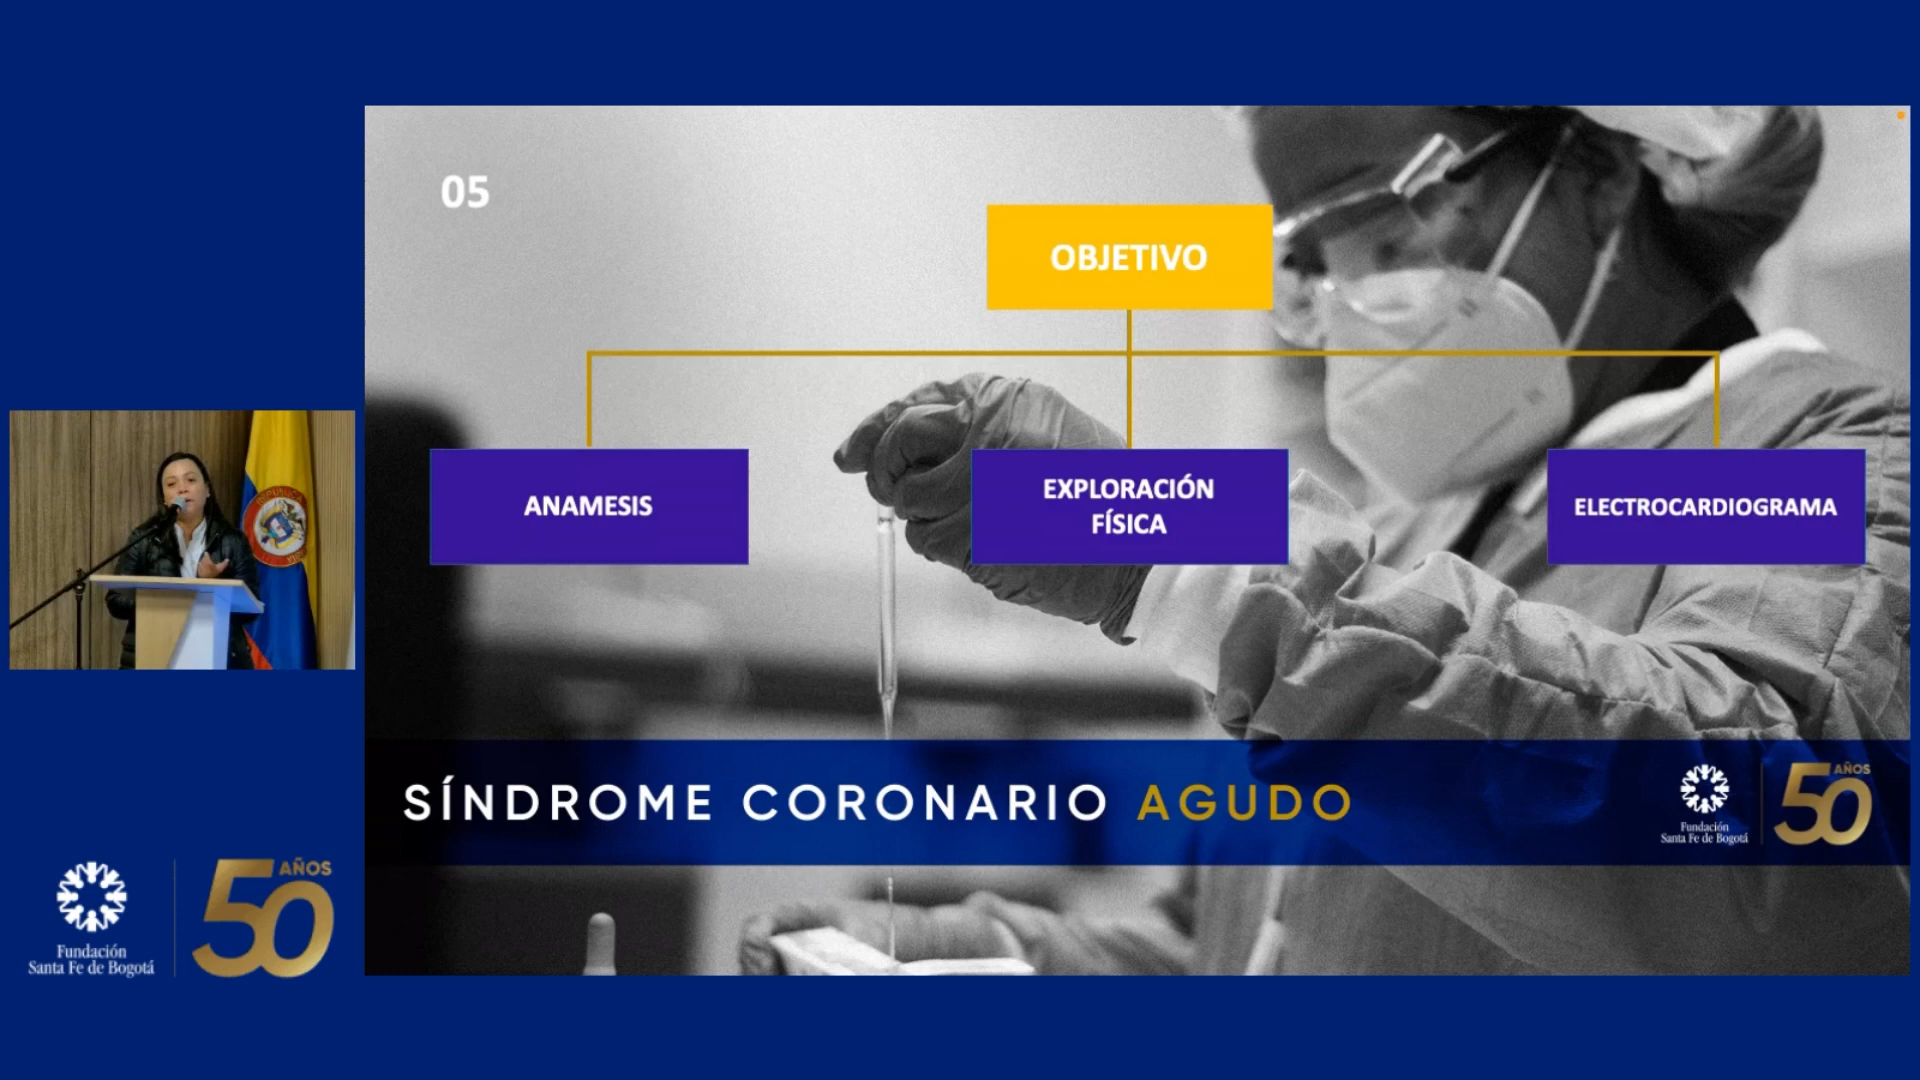 05
OBJETIVO
ANAMESIS
EXPLORACIÓN
FÍSICA
ELECTROCARDIOGRAMA
SÍNDROME CORONARIO AGUDO
Fundación
Santa Fe de Bogotá
50 AÑOS
Fundación
Santa Fe de Bogotá
50 AÑOS